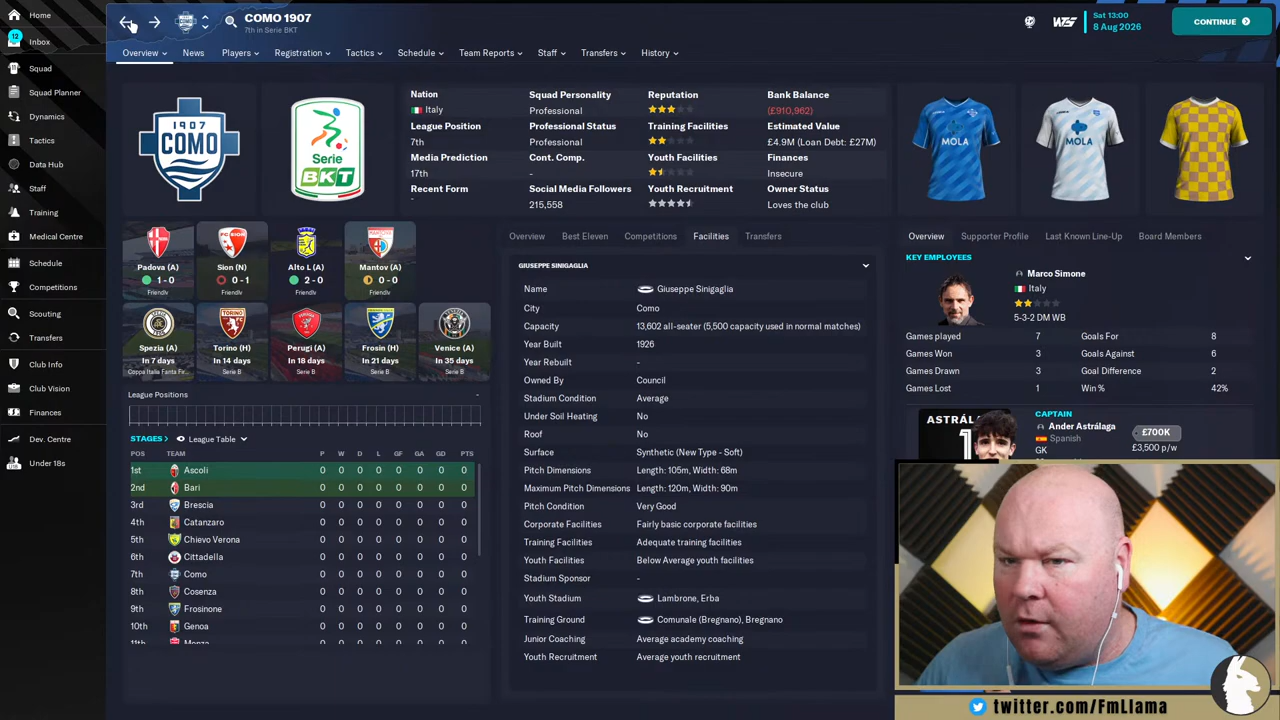 Home
12
Inbox
Squad
Squad Planner
Dynamics
Tactics
Data Hub
Staff
Training
Medical Centre
Schedule
Competitions
Scouting
Transfers
Club Info
Club Vision
Finances
Dev. Centre
Under 18s
COMO 1907
7th in Serie BKT
Sat 13:00
8 Aug 2026
CONTINUE
Overview
News
Players
Registration
Tactics
Schedule
Team Reports
Staff
Transfers
History
1907
COMO
Serie
BKT
Nation
Italy
League Position
7th
Media Prediction
17th
Recent Form
-
Squad Personality
Professional
Professional Status
Professional
Cont. Comp.
-
Social Media Followers
215,558
Reputation
Training Facilities
Youth Facilities
Youth Recruitment
Bank Balance
(£910,962)
Estimated Value
£4.9M (Loan Debt: £27M)
Finances
Insecure
Owner Status
Loves the club
MOLA
MOLA
Padova (A)
1 - 0
Friendly
Sion (N)
0 - 1
Friendly
Alto L (A)
2 - 0
Friendly
Mantov (A)
0 - 0
Friendly
Spezia (A)
In 7 days
Coppa Italia Fanta Fir...
Torino (H)
In 14 days
Serie B
Perugi (A)
In 18 days
Serie B
Frosin (H)
In 21 days
Serie B
Venice (A)
In 35 days
Serie B
League Positions
-
STAGES > League Table
POS TEAM P W D L GF GA GD PTS
1st Ascoli 0 0 0 0 0 0 0 0
2nd Bari 0 0 0 0 0 0 0 0
3rd Brescia 0 0 0 0 0 0 0 0
4th Catanzaro 0 0 0 0 0 0 0 0
5th Chievo Verona 0 0 0 0 0 0 0 0
6th Cittadella 0 0 0 0 0 0 0 0
7th Como 0 0 0 0 0 0 0 0
8th Cosenza 0 0 0 0 0 0 0 0
9th Frosinone 0 0 0 0 0 0 0 0
10th Genoa 0 0 0 0 0 0 0 0
11th Monza 0 0 0 0 0 0 0 0
Overview
Best Eleven
Competitions
Facilities
Transfers
GIUSEPPE SINIGAGLIA
Name Giuseppe Sinigaglia
City Como
Capacity 13,602 all-seater (5,500 capacity used in normal matches)
Year Built 1926
Year Rebuilt -
Owned By Council
Stadium Condition Average
Under Soil Heating No
Roof No
Surface Synthetic (New Type - Soft)
Pitch Dimensions Length: 105m, Width: 68m
Maximum Pitch Dimensions Length: 120m, Width: 90m
Pitch Condition Very Good
Corporate Facilities Fairly basic corporate facilities
Training Facilities Adequate training facilities
Youth Facilities Below Average youth facilities
Stadium Sponsor -
Youth Stadium Lambrone, Erba
Training Ground Comunale (Bregnano), Bregnano
Junior Coaching Average academy coaching
Youth Recruitment Average youth recruitment
Overview
Supporter Profile
Last Known Line-Up
Board Members
KEY EMPLOYEES
Marco Simone
Italy
5-3-2 DM WB
Games played 7 Goals For 8
Games Won 3 Goals Against 6
Games Drawn 3 Goal Difference 2
Games Lost 1 Win % 42%
ASTRÁLA
1
CAPTAIN
Ander Astrálaga
Spanish
GK
£700K
£3,500 p/w
twitter.com/FmLlama